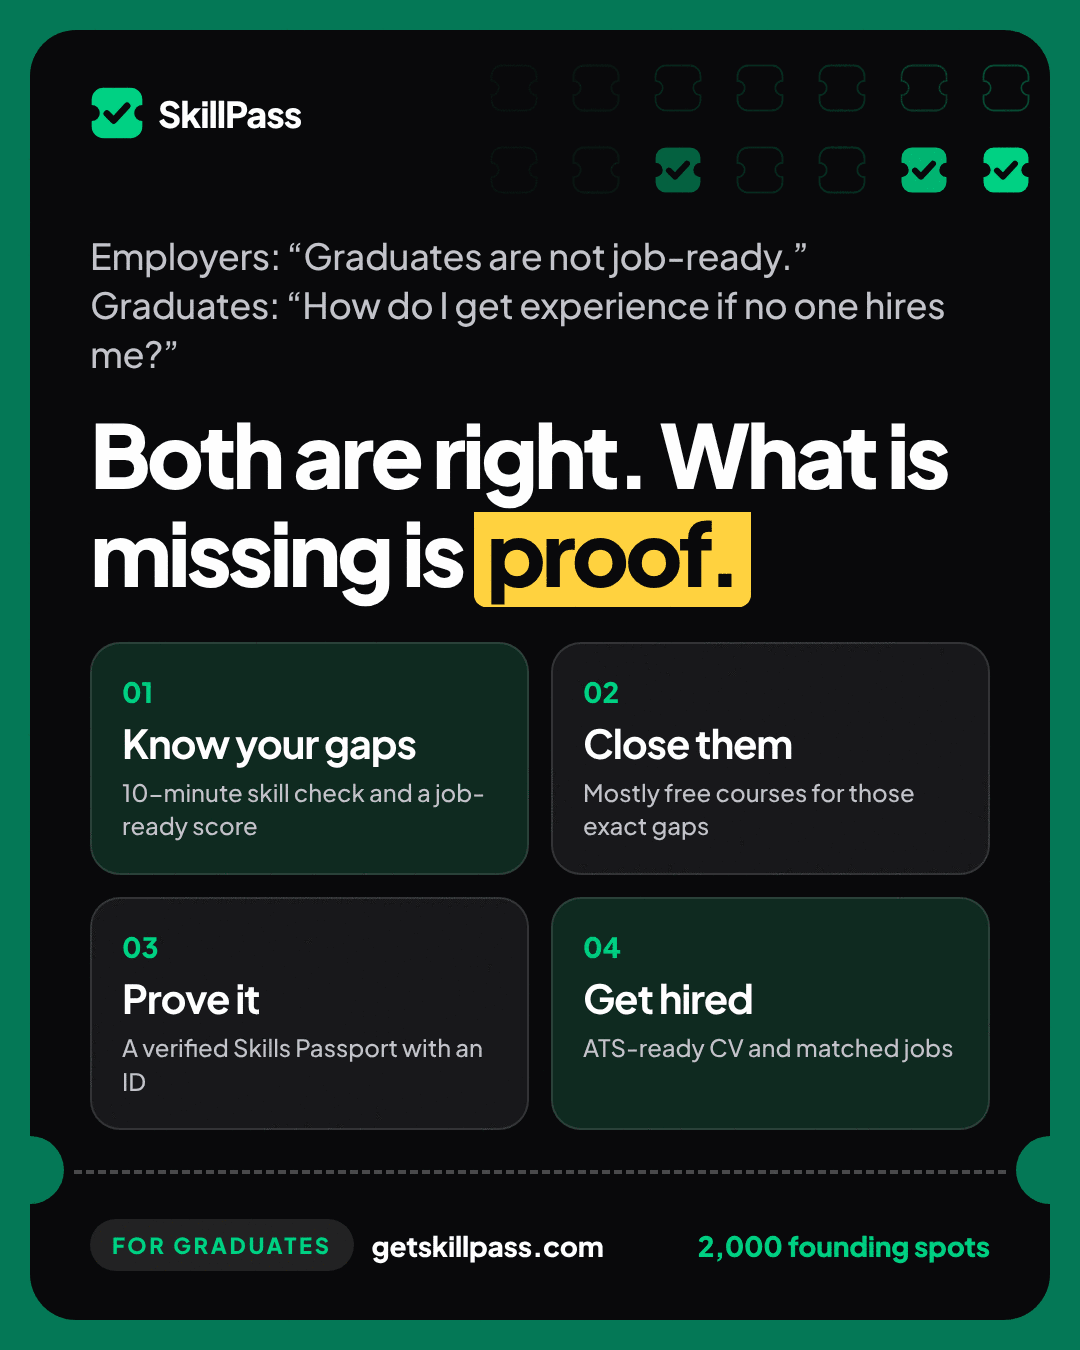 SkillPass
Employers: “Graduates are not job-ready.”
Graduates: “How do I get experience if no one hires
me?”
Both are right. What is
missing is proof.
01
Know your gaps
10-minute skill check and a job-
ready score
02
Close them
Mostly free courses for those
exact gaps
03
Prove it
A verified Skills Passport with an
ID
04
Get hired
ATS-ready CV and matched jobs
FOR GRADUATES
getskillpass.com
2,000 founding spots